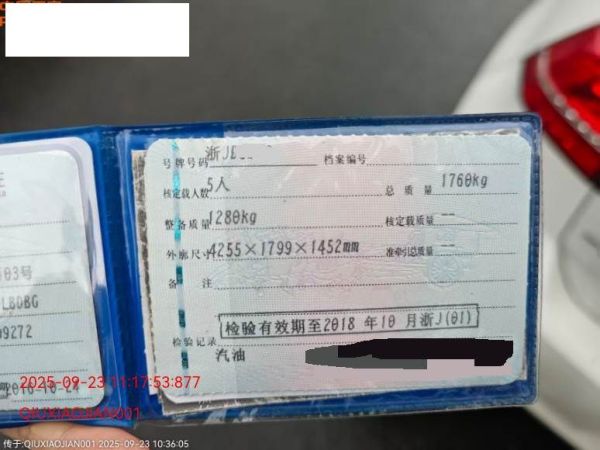 号牌号码 浙J 档案编号
核定载人数 5人 总质量 1760kg
整备质量 1280kg 核定载质量 --
外廓尺寸 4255×1799×1452mm 准牵引总质量 --
备注
检验有效期至2018 年10 月浙J(01)
检验记录
汽油
03号
LBDBG
09272
2025-09-23 11:17:53:877
QIUXIAOJIAN001
传于:QIUXIAOJIAN001 2025-09-23 10:36:05